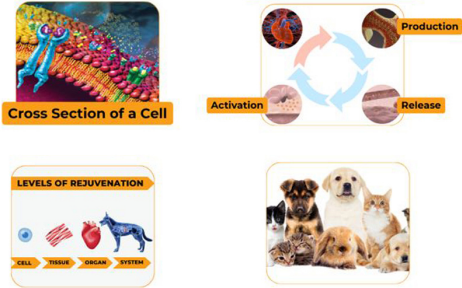 Cross Section of a Cell
Production
Activation
Release
LEVELS OF REJUVENATION
CELL
TISSUE
ORGAN
SYSTEM